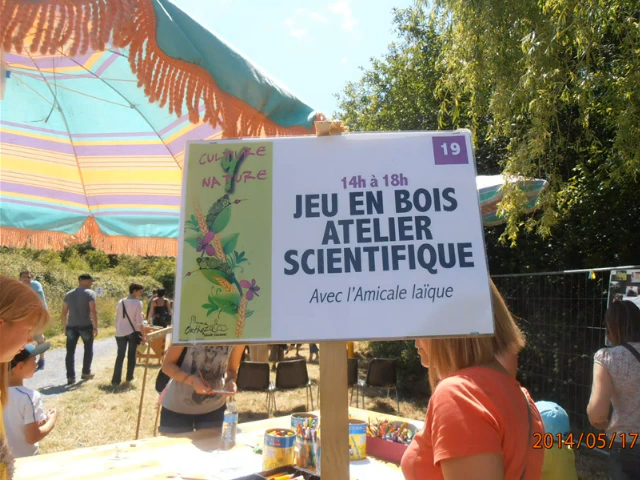 CULTURE
NATURE
19
14h à 18h
JEU EN BOIS
ATELIER
SCIENTIFIQUE
Avec l'Amicale laïque
2014/05/17